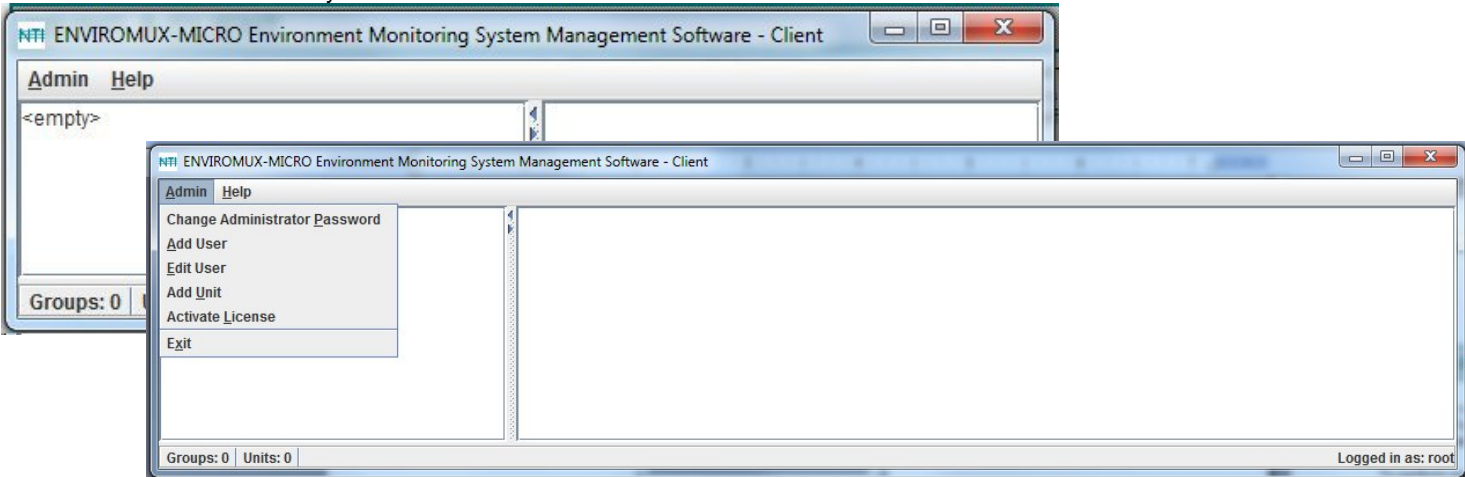 NTI ENVIROMUX-MICRO Environment Monitoring System Management Software - Client
Admin Help
<empty>
Groups: 0
NTI ENVIROMUX-MICRO Environment Monitoring System Management Software - Client
Admin Help
Change Administrator Password
Add User
Edit User
Add Unit
Activate License
Exit
Groups: 0 Units: 0 Logged in as: root